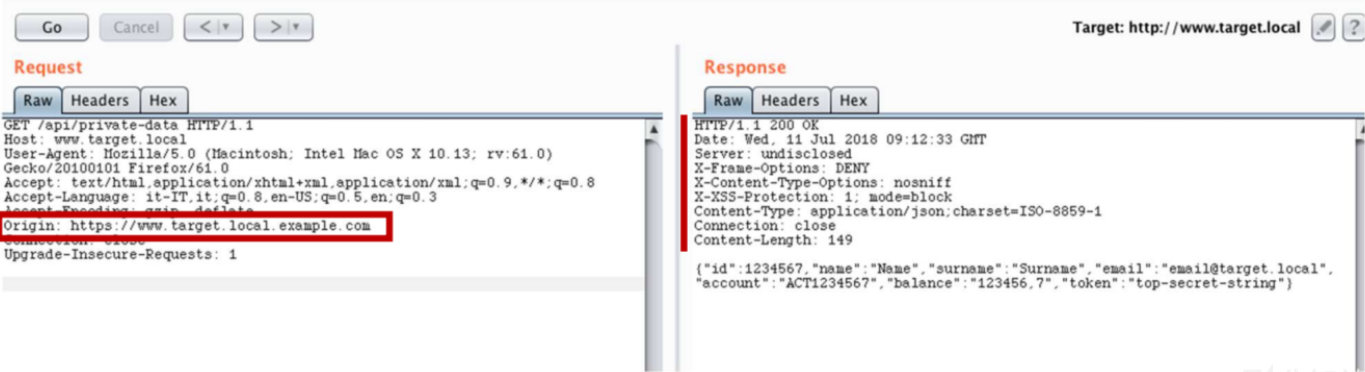 Go Cancel < > Target: http://www.target.local ?
Request
Raw Headers Hex
GET /api/private-data HTTP/1.1
Host: www.target.local
User-Agent: Mozilla/5.0 (Macintosh; Intel Mac OS X 10.13; rv:61.0)
Gecko/20100101 Firefox/61.0
Accept: text/html,application/xhtml+xml,application/xml;q=0.9,*/*;q=0.8
Accept-Language: it-IT,it;q=0.8,en-US;q=0.5,en;q=0.3
Accept-Encoding: gzip, deflate
Origin: https://www.target.local.example.com
Connection: close
Upgrade-Insecure-Requests: 1
Response
Raw Headers Hex
HTTP/1.1 200 OK
Date: Wed, 11 Jul 2018 09:12:33 GMT
Server: undisclosed
X-Frame-Options: DENY
X-Content-Type-Options: nosniff
X-XSS-Protection: 1; mode=block
Content-Type: application/json;charset=ISO-8859-1
Connection: close
Content-Length: 149
{"id":1234567,"name":"Name","surname":"Surname","email":"email@target.local",
"account":"ACT1234567","balance":"123456,7","token":"top-secret-string"}